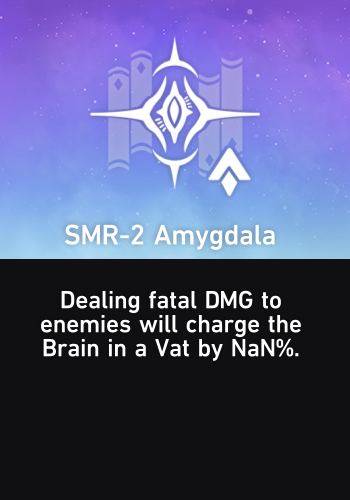 SMR-2 Amygdala
Dealing fatal DMG to
enemies will charge the
Brain in a Vat by NaN%.